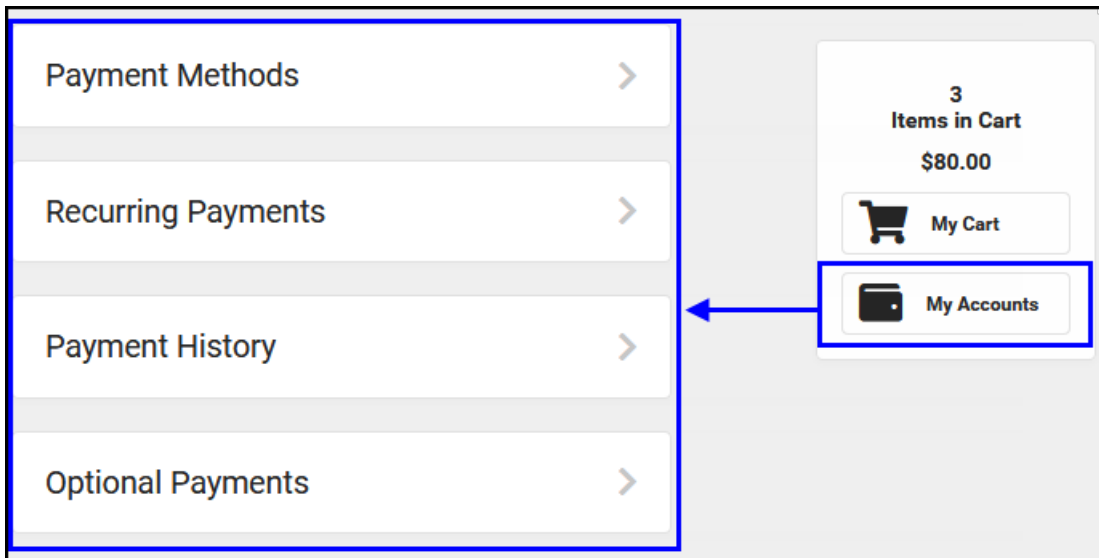 Payment Methods
Recurring Payments
Payment History
Optional Payments
3
Items in Cart
$80.00
My Cart
My Accounts